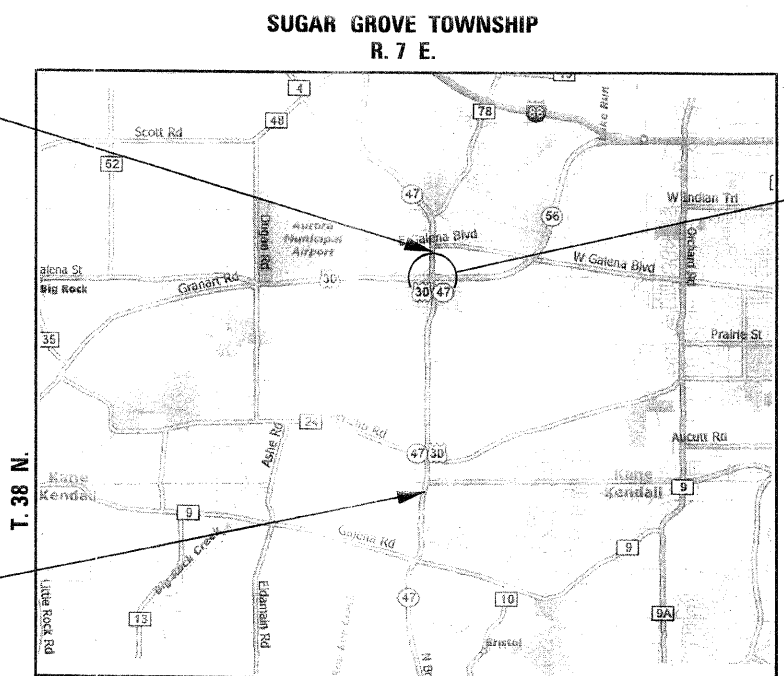 SUGAR GROVE TOWNSHIP
R. 7 E.
4
78
88
48
Scott Rd
52
47
56
W Indian Trl
Aurora
Municipal
Airport
Dugan Rd
Galena Blvd
W Galena Blvd
Orchard Rd
alena St
Big Rock
Granart Rd
30
30 47
35
Prairie St
24
Rd
Ashe Rd
47 30
Aucutt Rd
T. 38 N.
Kane
Kendall
Kane
Kendall
9
9
Galena Rd
Big Rock Creek
9
Little Rock Rd
13
Eldamain Rd
47
10
9A
Bristol